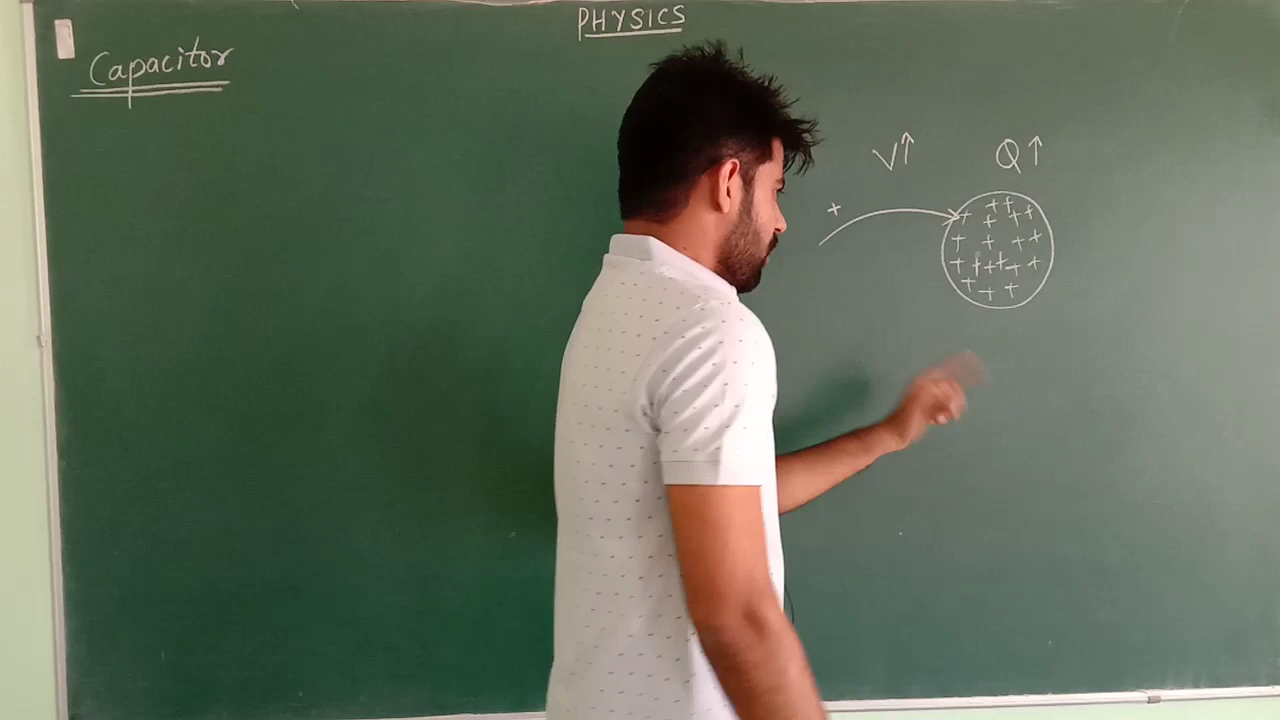 PHYSICS
Capacitor
V↑ Q↑
+
+ + + + + + + + + + + + + + + + + + +